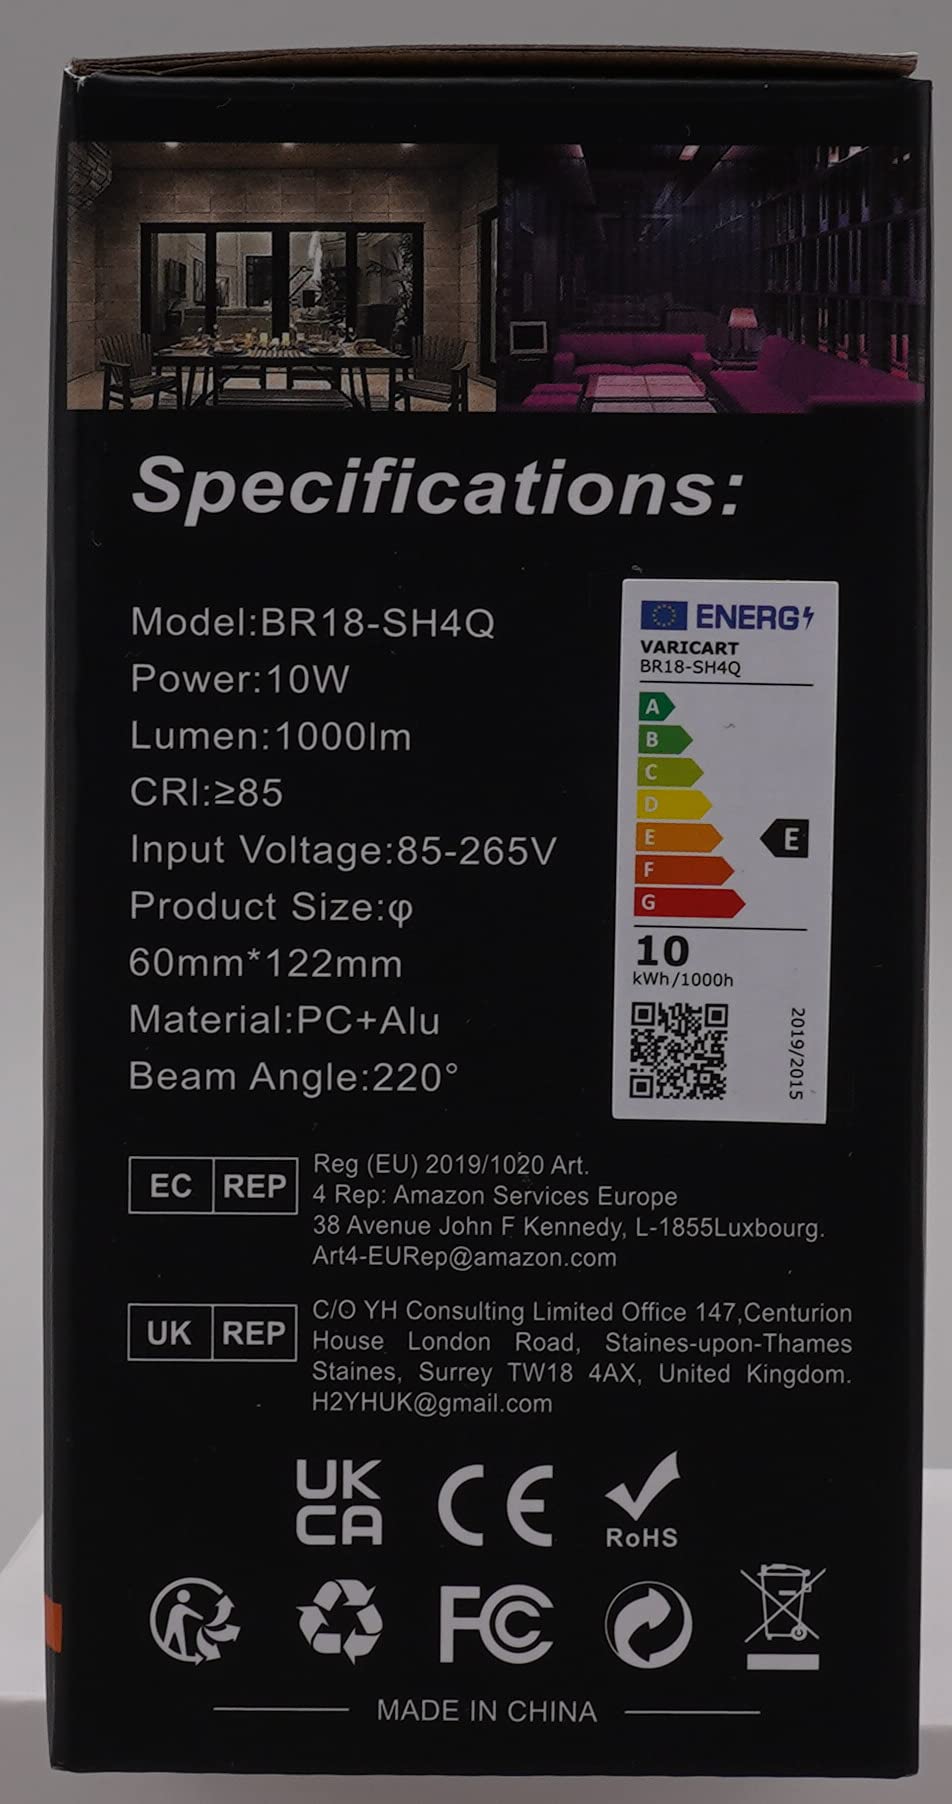 Specifications:
Model:BR18-SH4Q
Power:10W
Lumen:1000lm
CRI:≥85
Input Voltage:85-265V
Product Size:φ
60mm*122mm
Material:PC+Alu
Beam Angle:220°
ENERG
VARICART
BR18-SH4Q
A
B
C
D
E
E
F
G
10
kWh/1000h
2019/2015
EC REP
Reg (EU) 2019/1020 Art.
4 Rep: Amazon Services Europe
38 Avenue John F Kennedy, L-1855Luxbourg.
Art4-EURep@amazon.com
UK REP
C/O YH Consulting Limited Office 147,Centurion
House London Road, Staines-upon-Thames
Staines, Surrey TW18 4AX, United Kingdom.
H2YHUK@gmail.com
UK
CA
CE
RoHS
FC
MADE IN CHINA